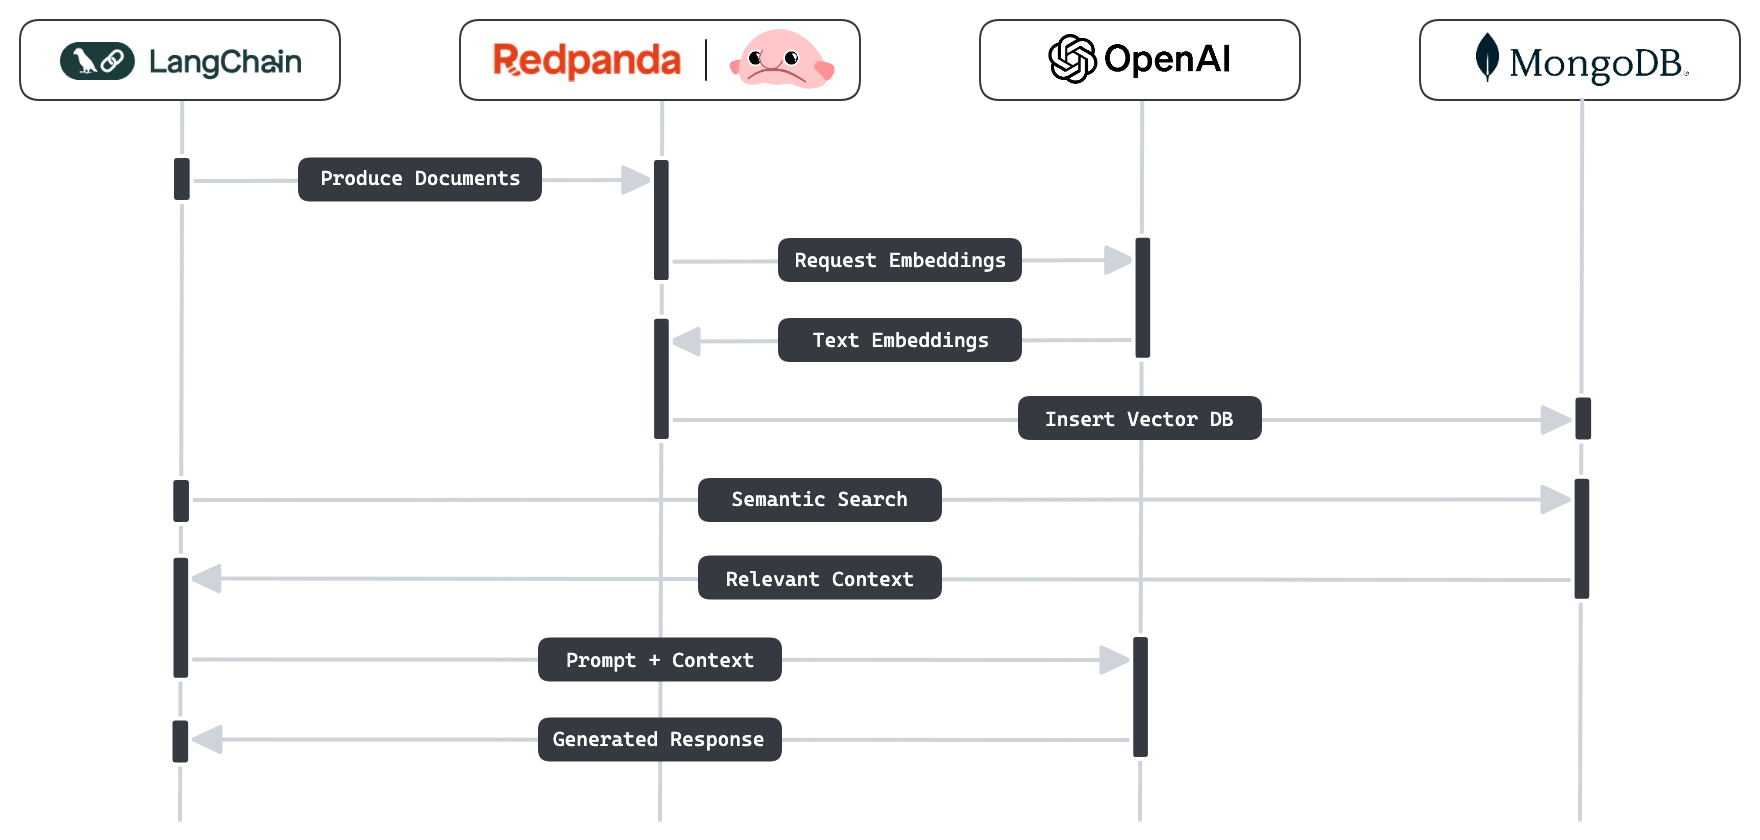 LangChain
Redpanda
OpenAI
MongoDB
Produce Documents
Request Embeddings
Text Embeddings
Insert Vector DB
Semantic Search
Relevant Context
Prompt + Context
Generated Response